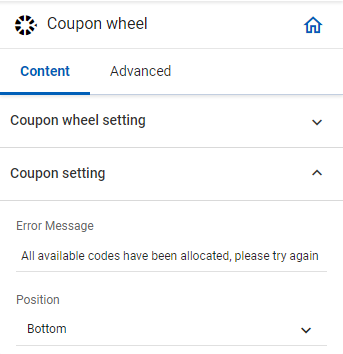 Coupon wheel
Content Advanced
Coupon wheel setting
Coupon setting
Error Message
All available codes have been allocated, please try again
Position
Bottom